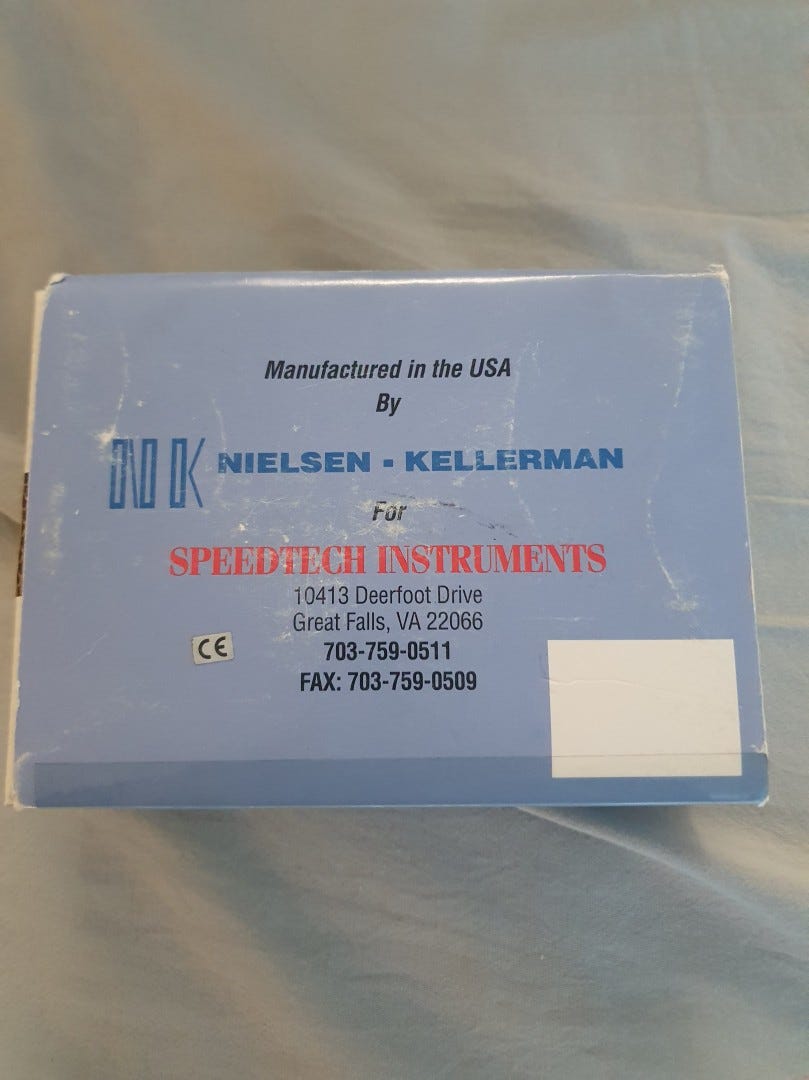 Manufactured in the USA
By
NK NIELSEN - KELLERMAN
For
SPEEDTECH INSTRUMENTS
10413 Deerfoot Drive
Great Falls, VA 22066
CE 703-759-0511
FAX: 703-759-0509